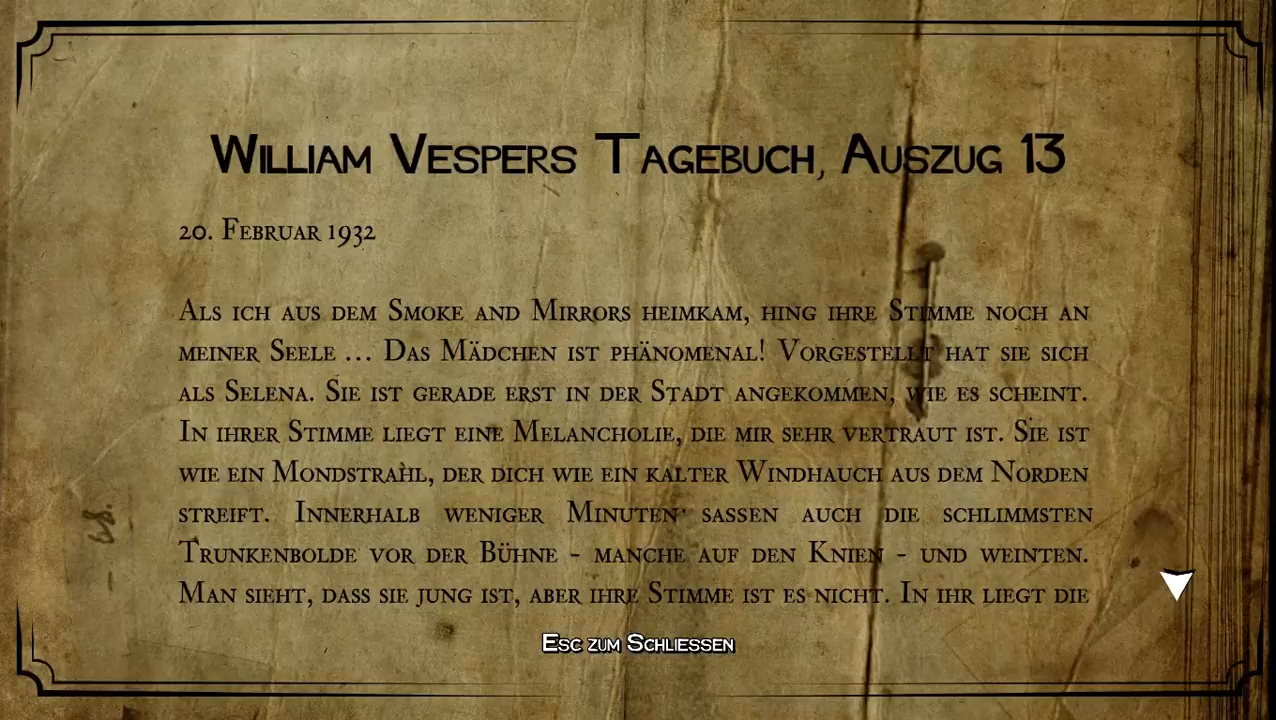 William Vespers Tagebuch, Auszug 13
20. Februar 1932
Als ich aus dem Smoke and Mirrors heimkam, hing ihre Stimme noch an
meiner Seele ... Das Mädchen ist phänomenal! Vorgestellt hat sie sich
als Selena. Sie ist gerade erst in der Stadt angekommen, wie es scheint.
In ihrer Stimme liegt eine Melancholie, die mir sehr vertraut ist. Sie ist
wie ein Mondstrahl, der dich wie ein kalter Windhauch aus dem Norden
streift. Innerhalb weniger Minuten sassen auch die schlimmsten
Trunkenbolde vor der Bühne - manche auf den Knien - und weinten.
Man sieht, dass sie jung ist, aber ihre Stimme ist es nicht. In ihr liegt die
Esc zum Schliessen